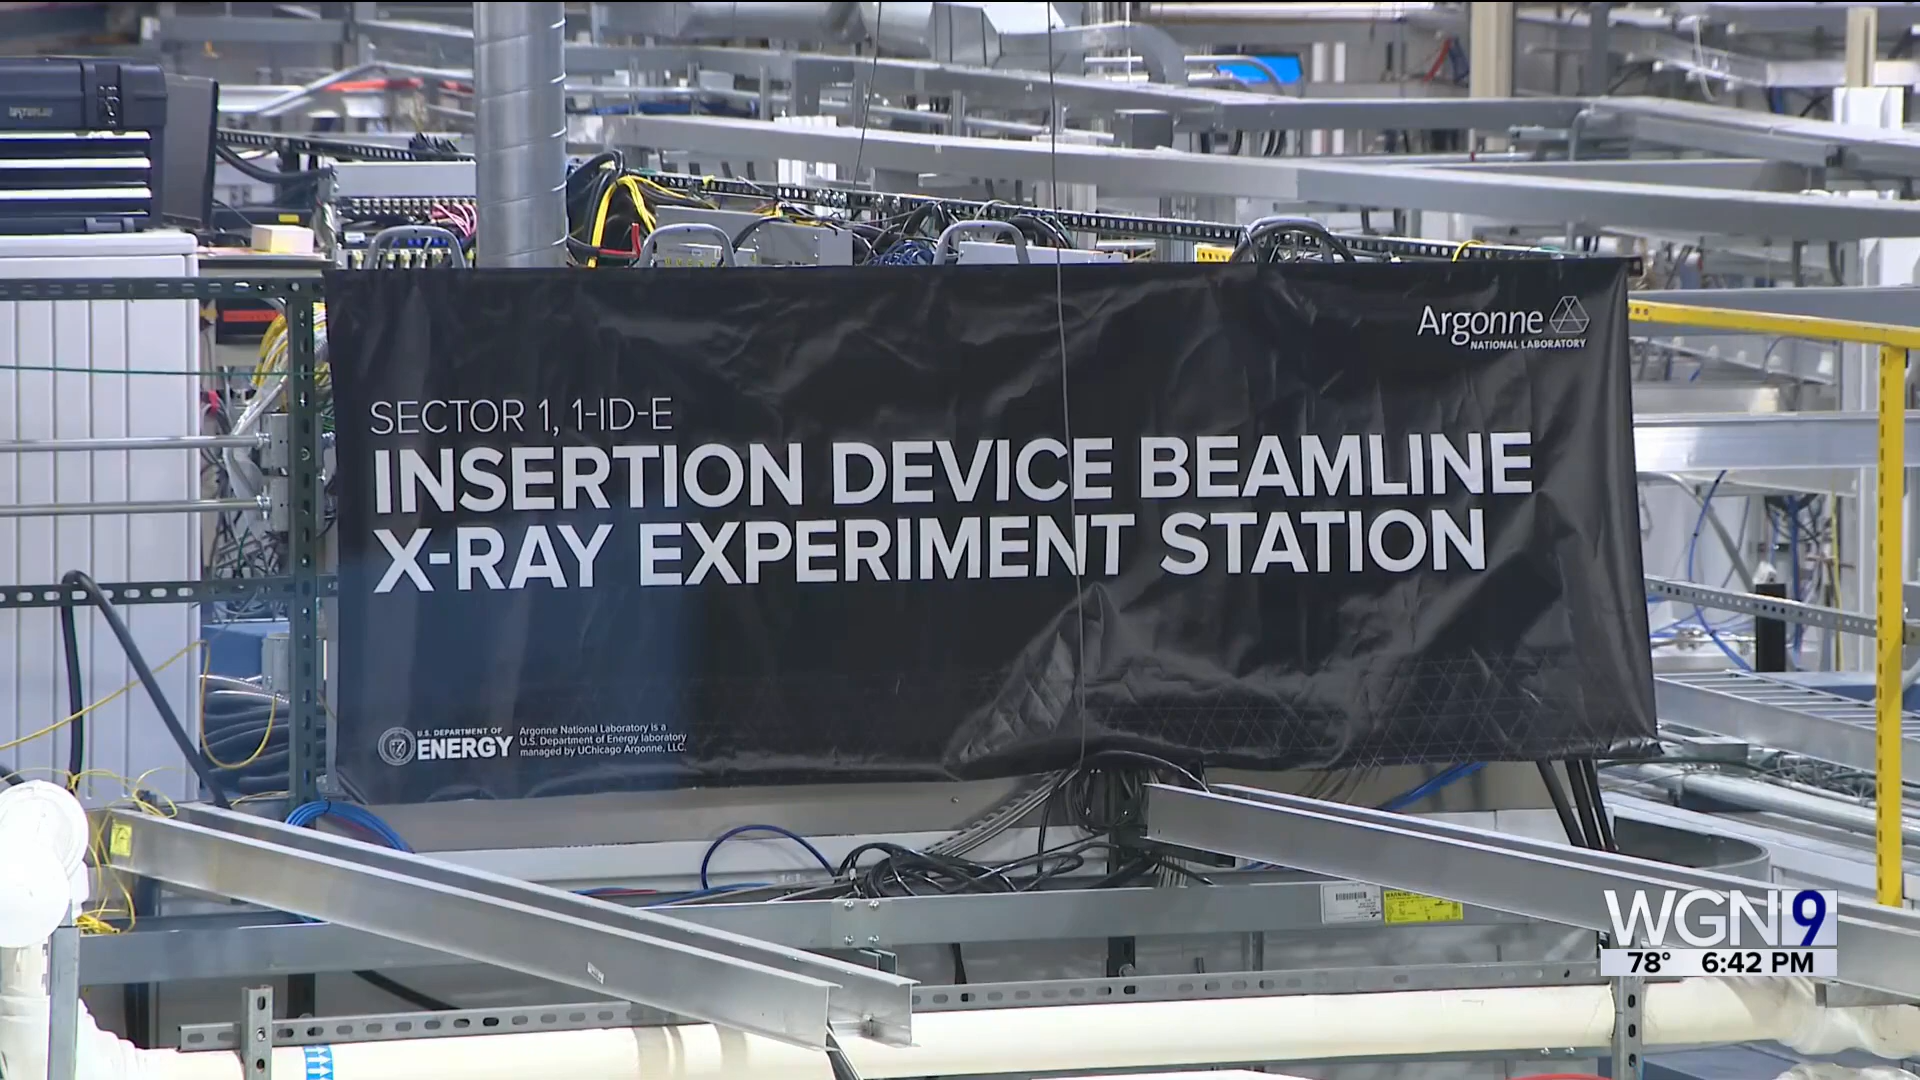 Argonne
NATIONAL LABORATORY
SECTOR 1, 1-ID-E
INSERTION DEVICE BEAMLINE
X-RAY EXPERIMENT STATION
U.S. DEPARTMENT OF
ENERGY
Argonne National Laboratory is a
U.S. Department of Energy laboratory
managed by UChicago Argonne, LLC.
WGN9
78° 6:42 PM